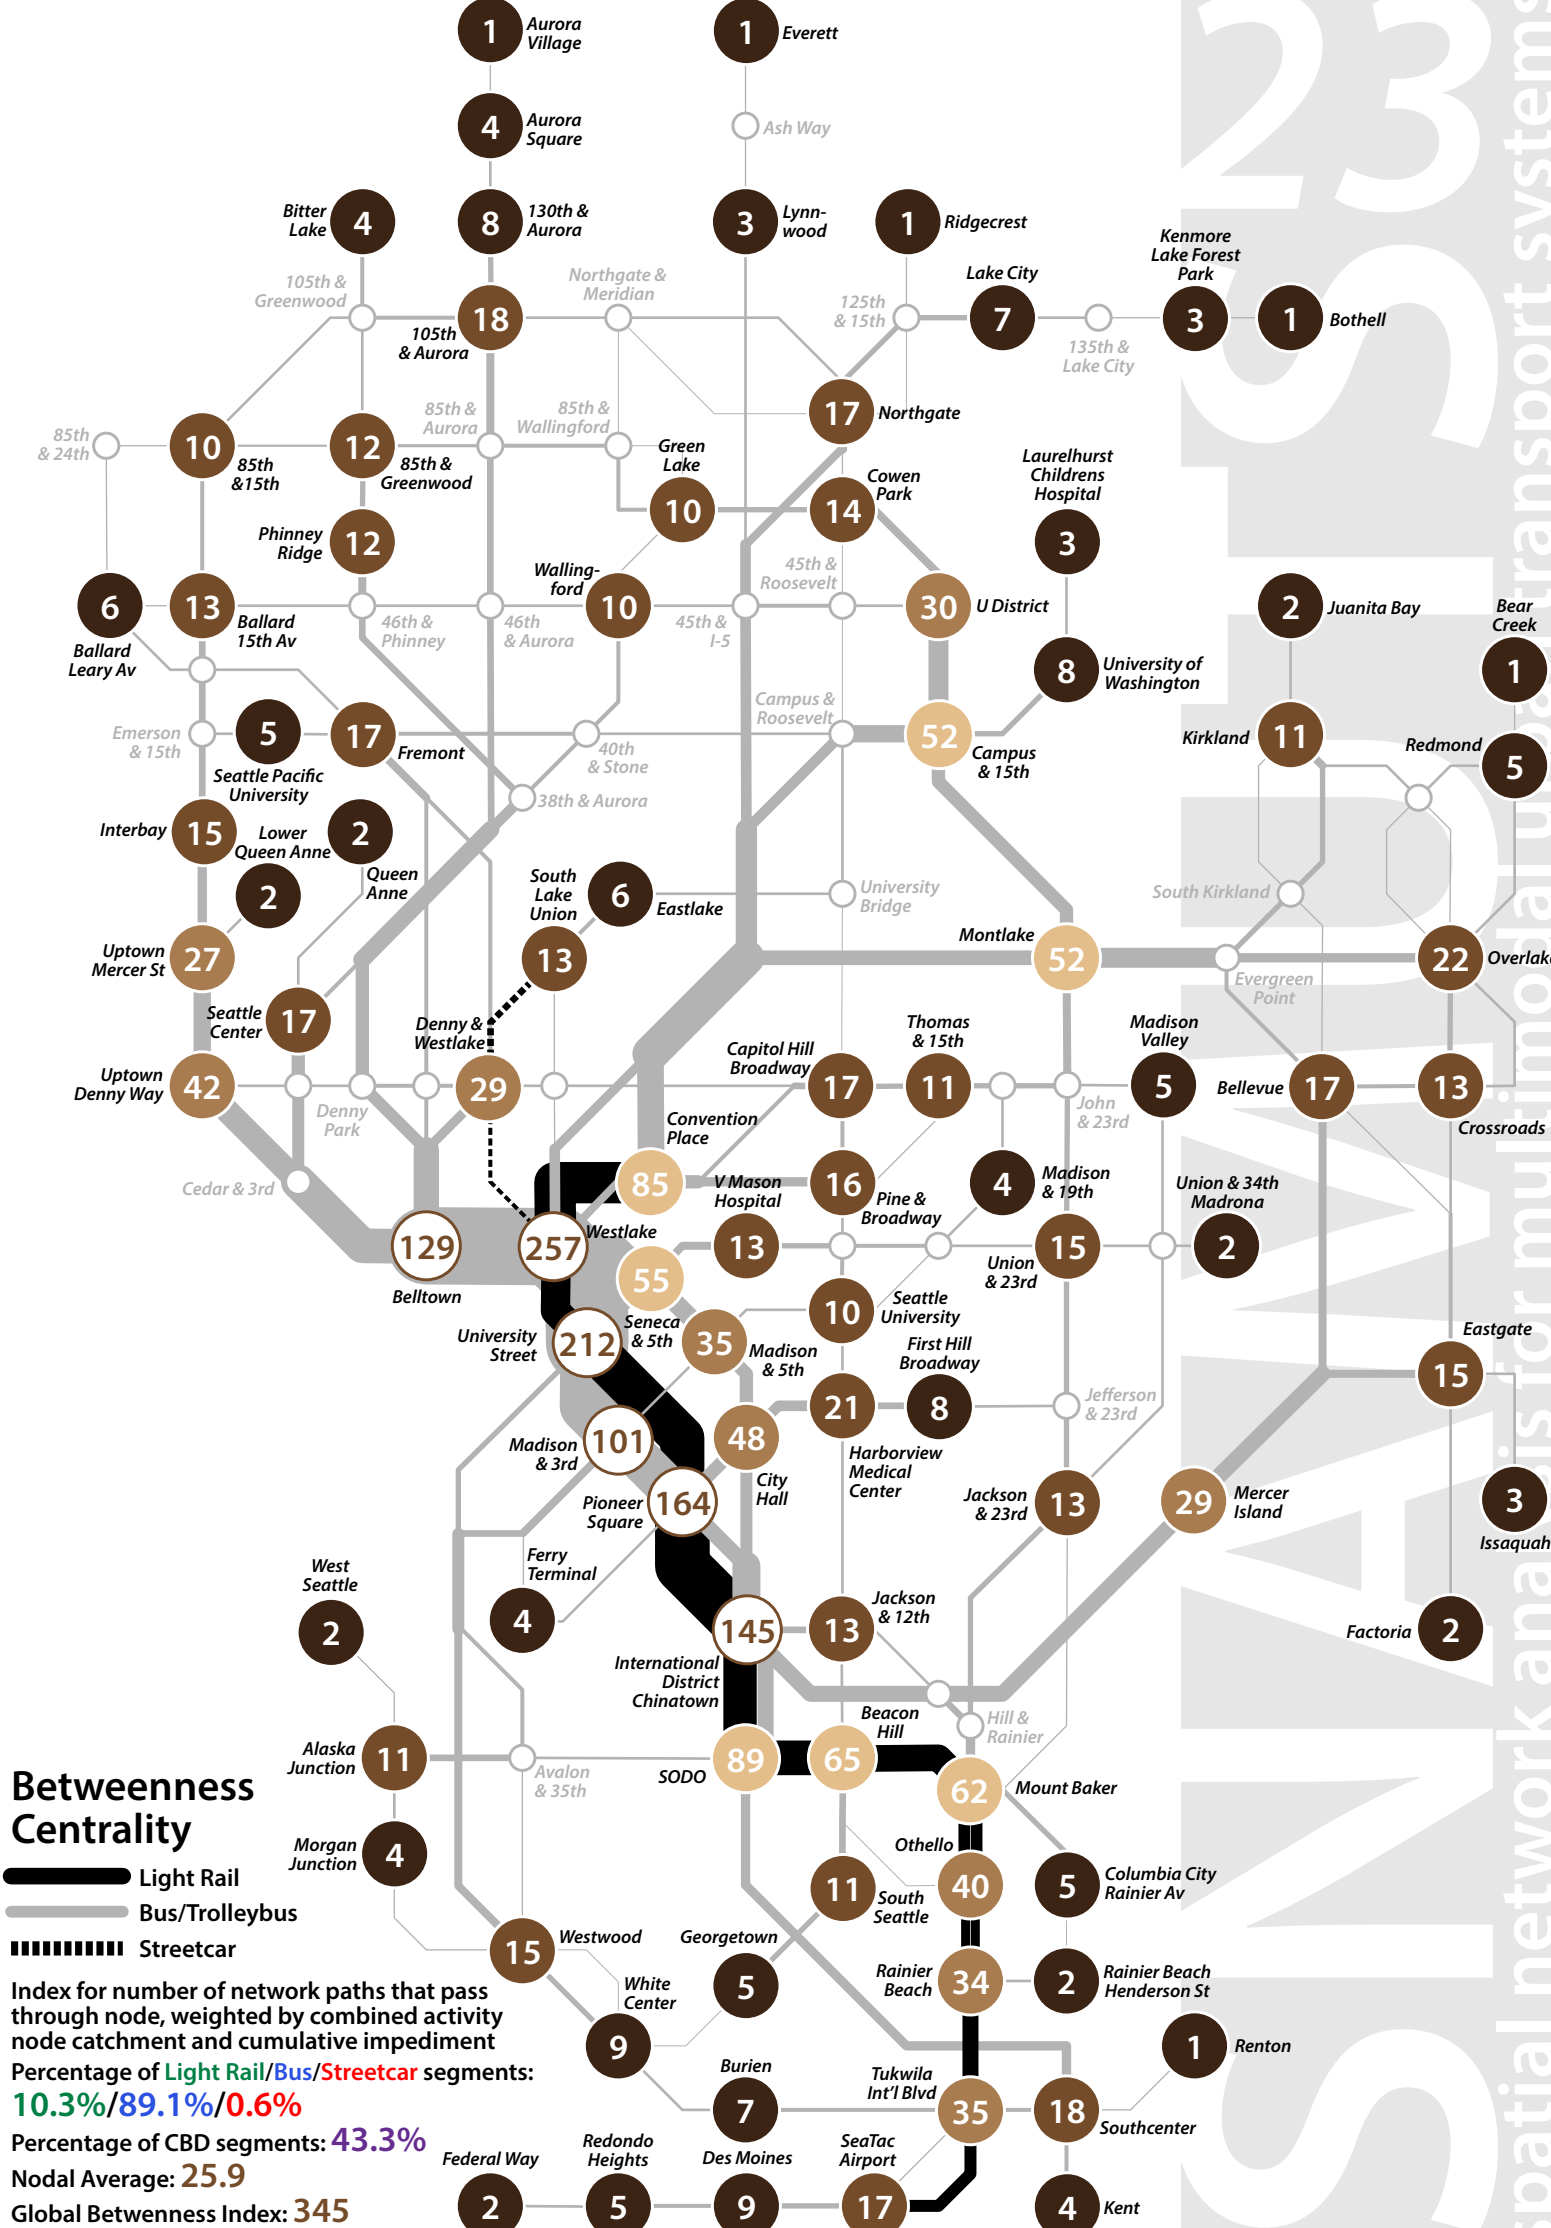 1
Aurora
Village
1
Everett
23
4
Aurora
Square
Ash Way
Bitter
Lake
4
8
130th &
Aurora
3
Lynn-
wood
1
Ridgecrest
Kenmore
Lake Forest
Park
105th &
Greenwood
Northgate &
Meridian
Lake City
125th
& 15th
18
105th
& Aurora
7
135th &
Lake City
3
1
Bothell
17
Northgate
85th
& 24th
10
85th
&15th
12
85th &
Greenwood
85th &
Aurora
85th &
Wallingford
Green
Lake
10
Cowen
Park
14
Laurelhurst
Childrens
Hospital
3
Phinney
Ridge
12
Walling-
ford
45th &
Roosevelt
6
Ballard
Leary Av
13
Ballard
15th Av
46th &
Phinney
46th
& Aurora
10
45th &
I-5
30
U District
2
Juanita Bay
Bear
Creek
1
8
University of
Washington
Campus &
Roosevelt
Emerson
& 15th
5
Seattle Pacific
University
17
Fremont
40th
& Stone
52
Campus
& 15th
Kirkland
11
Redmond
5
38th & Aurora
Interbay
15
Lower
Queen Anne
2
2
Queen
Anne
South
Lake
Union
6
Eastlake
University
Bridge
South Kirkland
Uptown
Mercer St
27
13
Montlake
52
Evergreen
Point
22
Overlake
Seattle
Center
17
Denny &
Westlake
29
Capitol Hill
Broadway
17
Thomas
& 15th
11
Madison
Valley
5
Uptown
Denny Way
42
Denny
Park
John
& 23rd
Bellevue
17
13
Crossroads
Convention
Place
85
Cedar & 3rd
V Mason
Hospital
16
Pine &
Broadway
4
Madison
& 19th
Union & 34th
Madrona
129
Belltown
257
Westlake
13
15
Union
& 23rd
2
55
Seneca
& 5th
University
Street
212
35
Madison
& 5th
10
Seattle
University
First Hill
Broadway
Eastgate
15
Madison
& 3rd
101
48
City
Hall
21
Harborview
Medical
Center
8
Jefferson
& 23rd
Pioneer
Square
164
Jackson
& 23rd
13
29
Mercer
Island
3
Issaquah
West
Seattle
2
Ferry
Terminal
4
145
International
District
Chinatown
13
Jackson
& 12th
Factoria
2
Beacon
Hill
Hill &
Rainier
Alaska
Junction
11
Avalon
& 35th
89
SODO
65
62
Mount Baker
Betweenness
Centrality
Morgan
Junction
4
Othello
40
5
Columbia City
Rainier Av
Light Rail
Bus/Trolleybus
Streetcar
11
South
Seattle
15
Westwood
Georgetown
5
Rainier
Beach
34
2
Rainier Beach
Henderson St
White
Center
9
1
Renton
Index for number of network paths that pass
through node, weighted by combined activity
node catchment and cumulative impediment
Percentage of Light Rail/Bus/Streetcar segments:
10.3%/89.1%/0.6%
Percentage of CBD segments: 43.3%
Nodal Average: 25.9
Global Betwenness Index: 345
Burien
7
Tukwila
Int'l Blvd
35
18
Southcenter
Federal Way
2
Redondo
Heights
5
Des Moines
9
SeaTac
Airport
17
4
Kent
SNAMUTS
spatial network analysis for multimodal urban transport systems